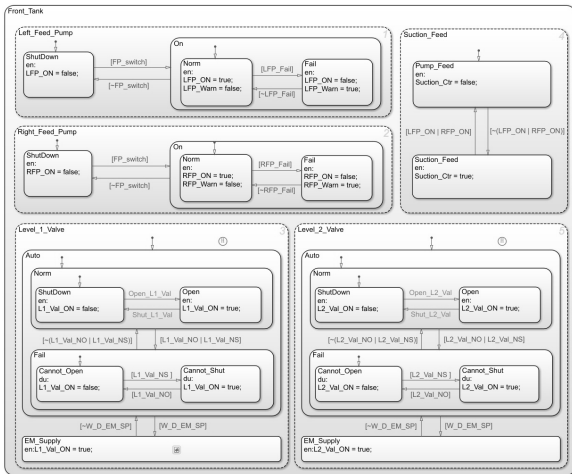 Front_Tank
Left_Feed_Pump
1
ShutDown
en:
LFP_ON = false;
[FP_switch]
[~FP_switch]
On
Norm
en:
LFP_ON = true;
LFP_Warn = false;
[LFP_Fail]
[~LFP_Fail]
Fail
en:
LFP_ON = false;
LFP_Warn = true;
Right_Feed_Pump
2
ShutDown
en:
RFP_ON = false;
[FP_switch]
[~FP_switch]
On
Norm
en:
RFP_ON = true;
RFP_Warn = false;
[RFP_Fail]
[~RFP_Fail]
Fail
en:
RFP_ON = false;
RFP_Warn = true;
Suction_Feed
4
Pump_Feed
en:
Suction_Ctr = false;
[LFP_ON | RFP_ON]
[~(LFP_ON | RFP_ON)]
Suction_Feed
en:
Suction_Ctr = true;
Level_1_Valve
3
Auto
Norm
ShutDown
en:
L1_Val_ON = false;
Open_L1_Val
Shut_L1_Val
Open
en:
L1_Val_ON = true;
[~(L1_Val_NO | L1_Val_NS)]
[L1_Val_NO | L1_Val_NS]
Fail
Cannot_Open
du:
L1_Val_ON = false;
[L1_Val_NS ]
[L1_Val_NO]
Cannot_Shut
du:
L1_Val_ON = true;
[~W_D_EM_SP]
[W_D_EM_SP]
EM_Supply
en:L1_Val_ON = true;
Level_2_Valve
5
Auto
Norm
ShutDown
en:
L2_Val_ON = false;
Open_L2_Val
Shut_L2_Val
Open
en:
L2_Val_ON = true;
[~(L2_Val_NO | L2_Val_NS)]
[L2_Val_NO | L2_Val_NS]
Fail
Cannot_Open
du:
L2_Val_ON = false;
[L2_Val_NS ]
[L2_Val_NO]
Cannot_Shut
du:
L2_Val_ON = true;
[~W_D_EM_SP]
[W_D_EM_SP]
EM_Supply
en:L2_Val_ON = true;